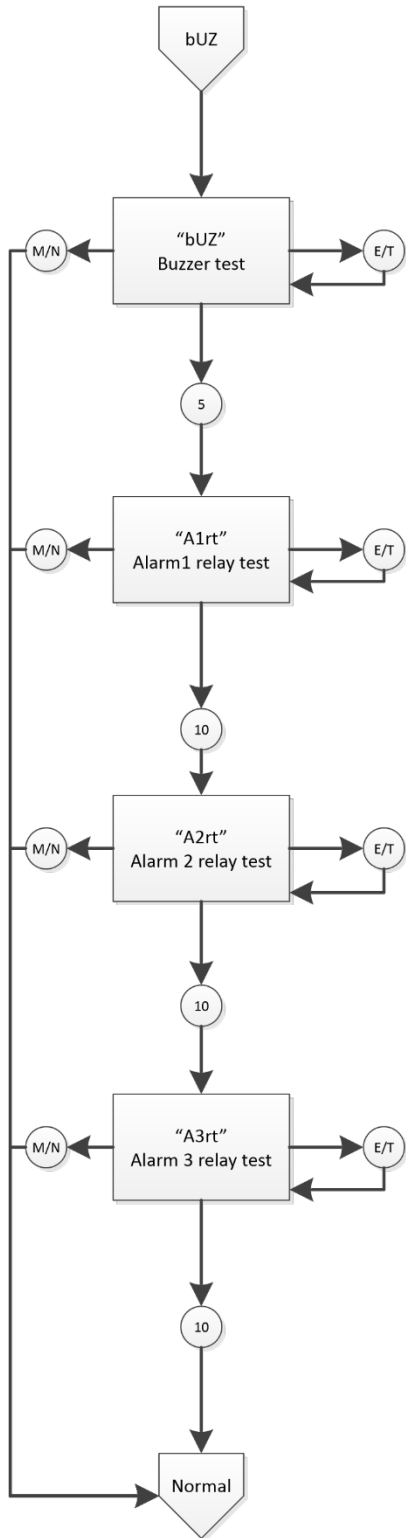 bUZ
M/N
“bUZ”
Buzzer test
E/T
5
M/N
“A1rt”
Alarm1 relay test
E/T
10
M/N
“A2rt”
Alarm 2 relay test
E/T
10
M/N
“A3rt”
Alarm 3 relay test
E/T
10
Normal